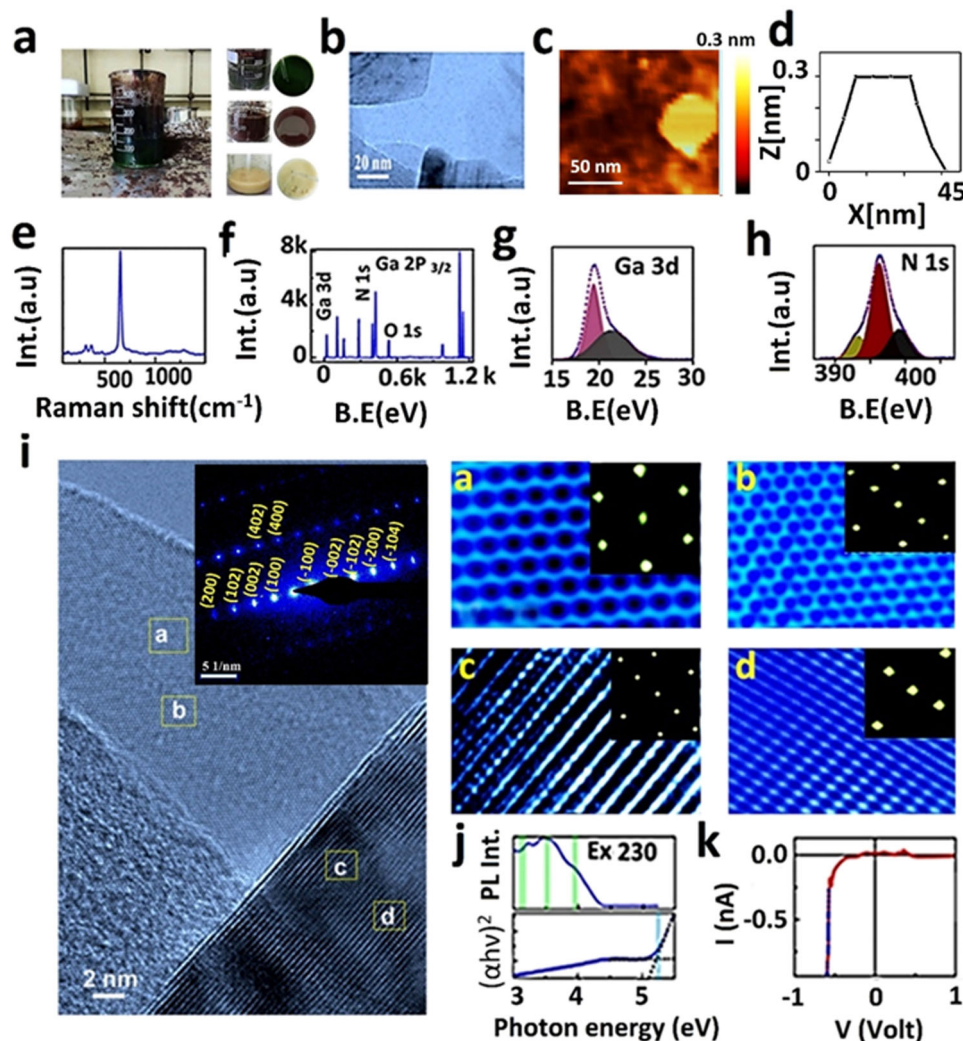 a
b
20 nm
c
0.3 nm
50 nm
d
Z[nm]
0.3
0
0
45
X[nm]
e
Int.(a.u)
500
1000
Raman shift(cm-1)
f
Int.(a.u)
8k
4k
0
Ga 3d
N 1s
O 1s
Ga 2P 3/2
0
0.6k
1.2 k
B.E(eV)
g
Int.(a.u)
Ga 3d
15
20
25
30
B.E(eV)
h
Int.(a.u)
N 1s
390
400
B.E(eV)
i
(402)
(400)
(200)
(102)
(002)
(100)
(-100)
(-002)
(-102)
(-200)
(-104)
5 1/nm
a
b
c
d
2 nm
a
b
c
d
j
PL Int.
Ex 230
(αhν)2
3
4
5
Photon energy (eV)
k
I (nA)
0.0
-0.5
-1
0
1
V (Volt)